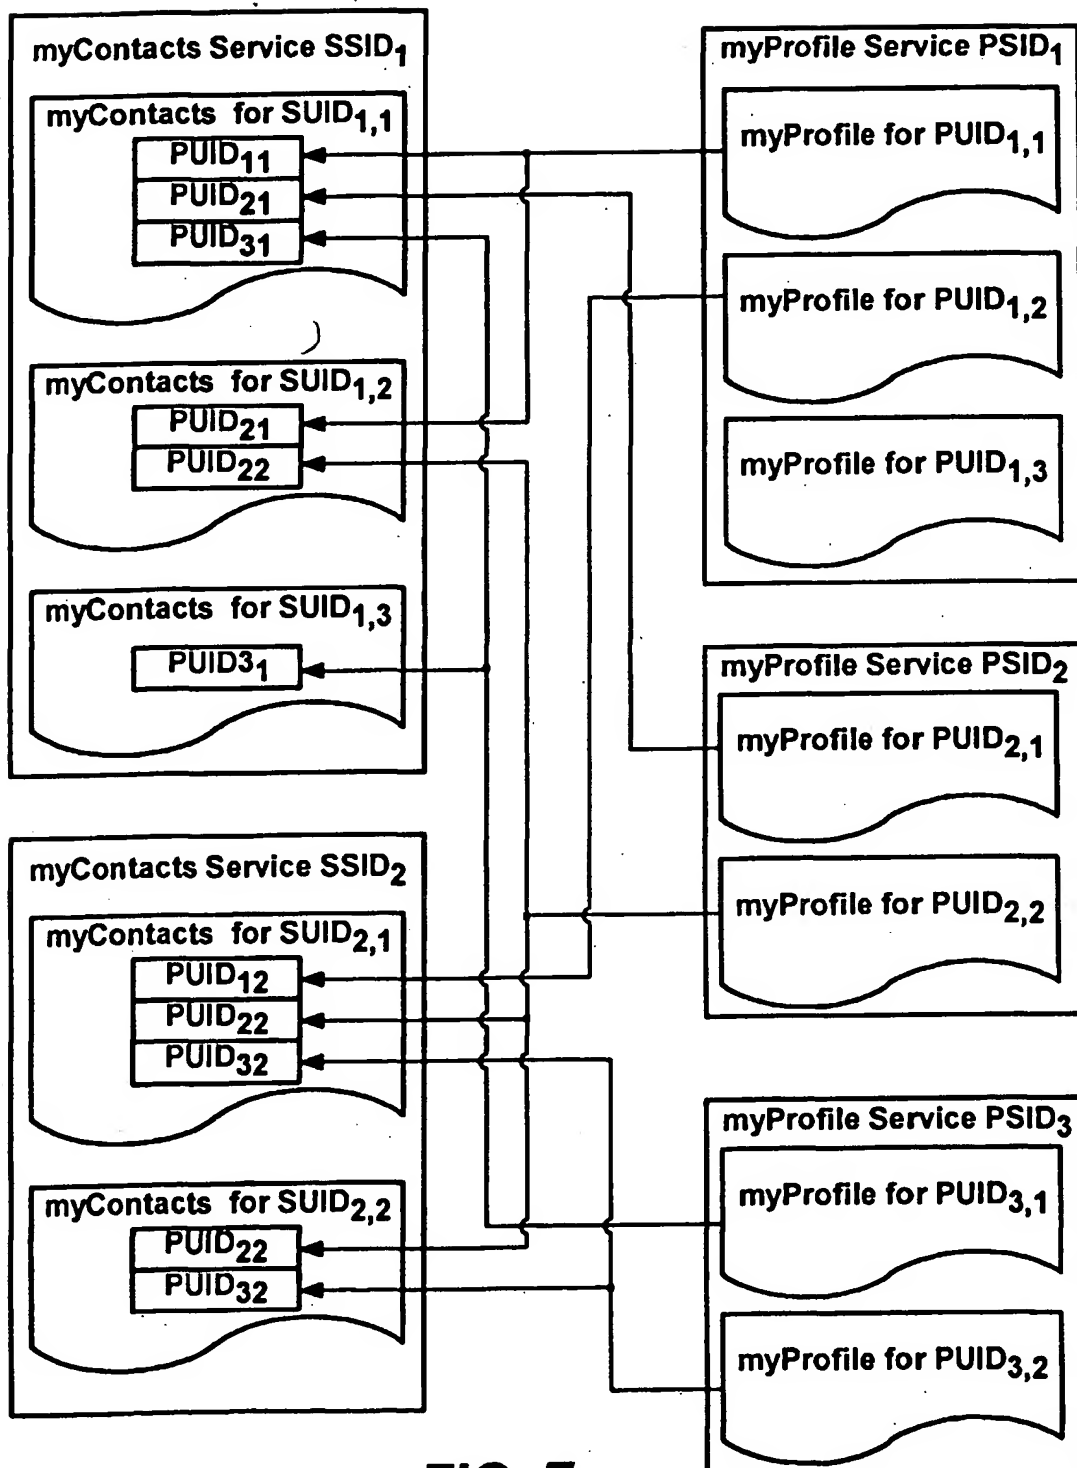 myContacts Service SSID1
myContacts for SUID1,1
PUID11
PUID21
PUID31
myContacts for SUID1,2
PUID21
PUID22
myContacts for SUID1,3
PUID31
myContacts Service SSID2
myContacts for SUID2,1
PUID12
PUID22
PUID32
myContacts for SUID2,2
PUID22
PUID32
myProfile Service PSID1
myProfile for PUID1,1
myProfile for PUID1,2
myProfile for PUID1,3
myProfile Service PSID2
myProfile for PUID2,1
myProfile for PUID2,2
myProfile Service PSID3
myProfile for PUID3,1
myProfile for PUID3,2